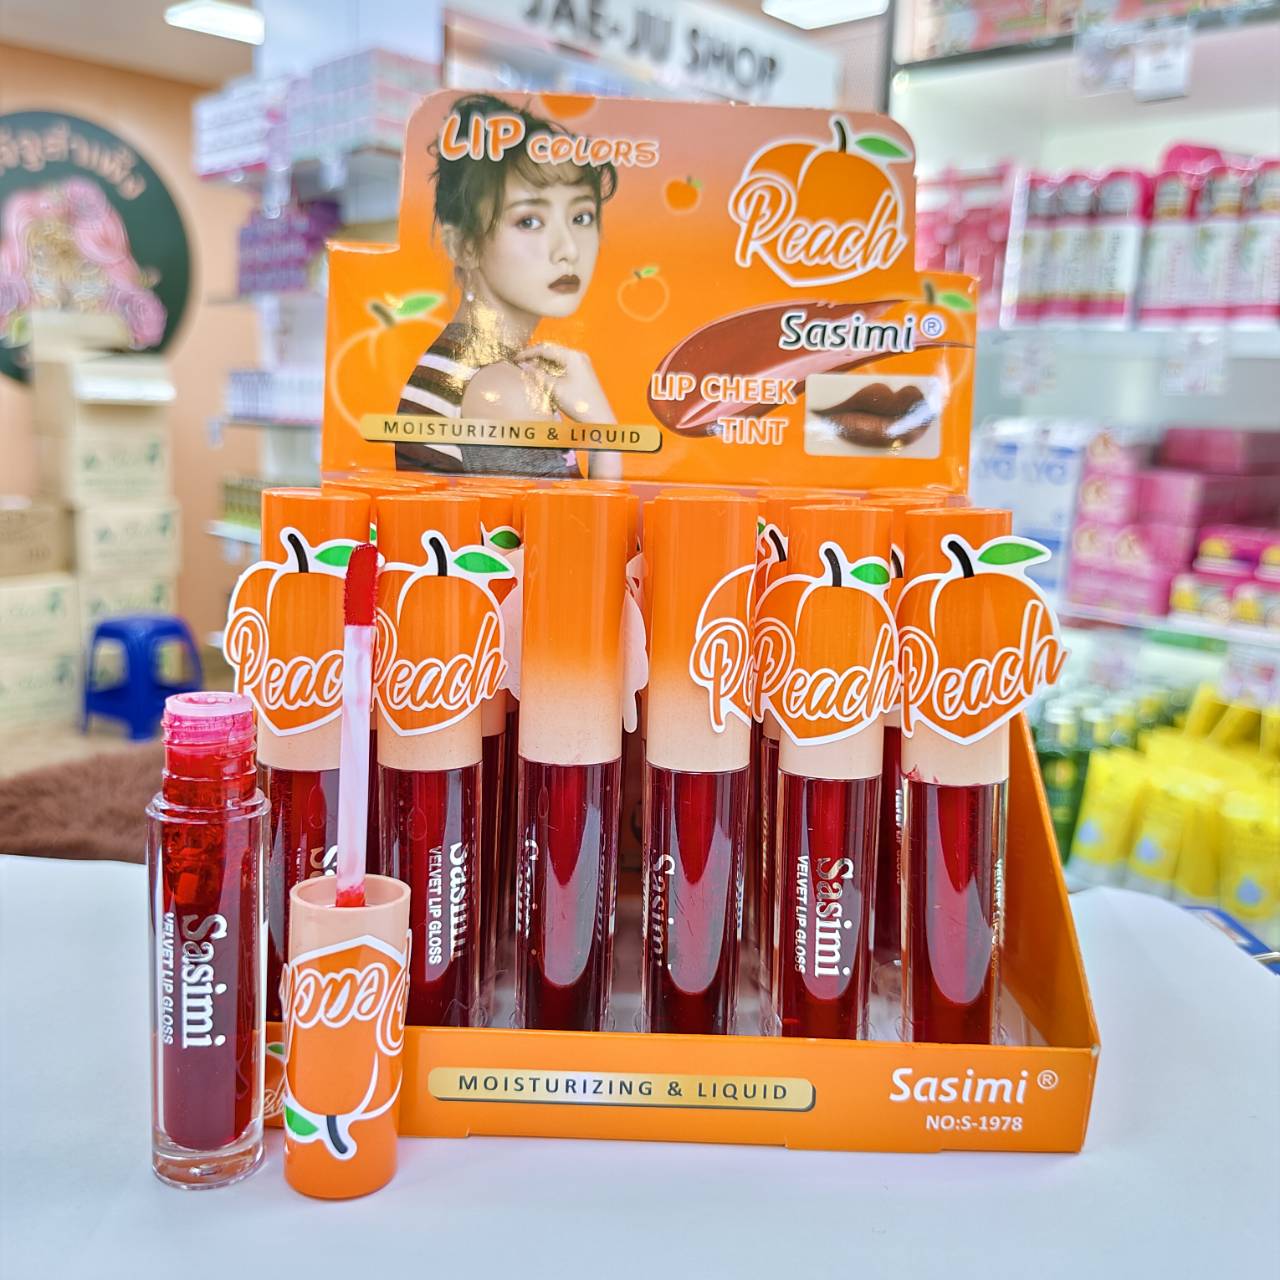 JAE-JU SHOP
LIP COLORS
Peach
Sasimi®
LIP CHEEK
TINT
MOISTURIZING & LIQUID
Peach
Peach
Peach
Peach
Sasimi
VELVET LIP GLOSS
Sasimi
VELVET LIP GLOSS
Sasimi
Sasimi
VELVET LIP GLOSS
Peach
MOISTURIZING & LIQUID
Sasimi®
NO:S-1978